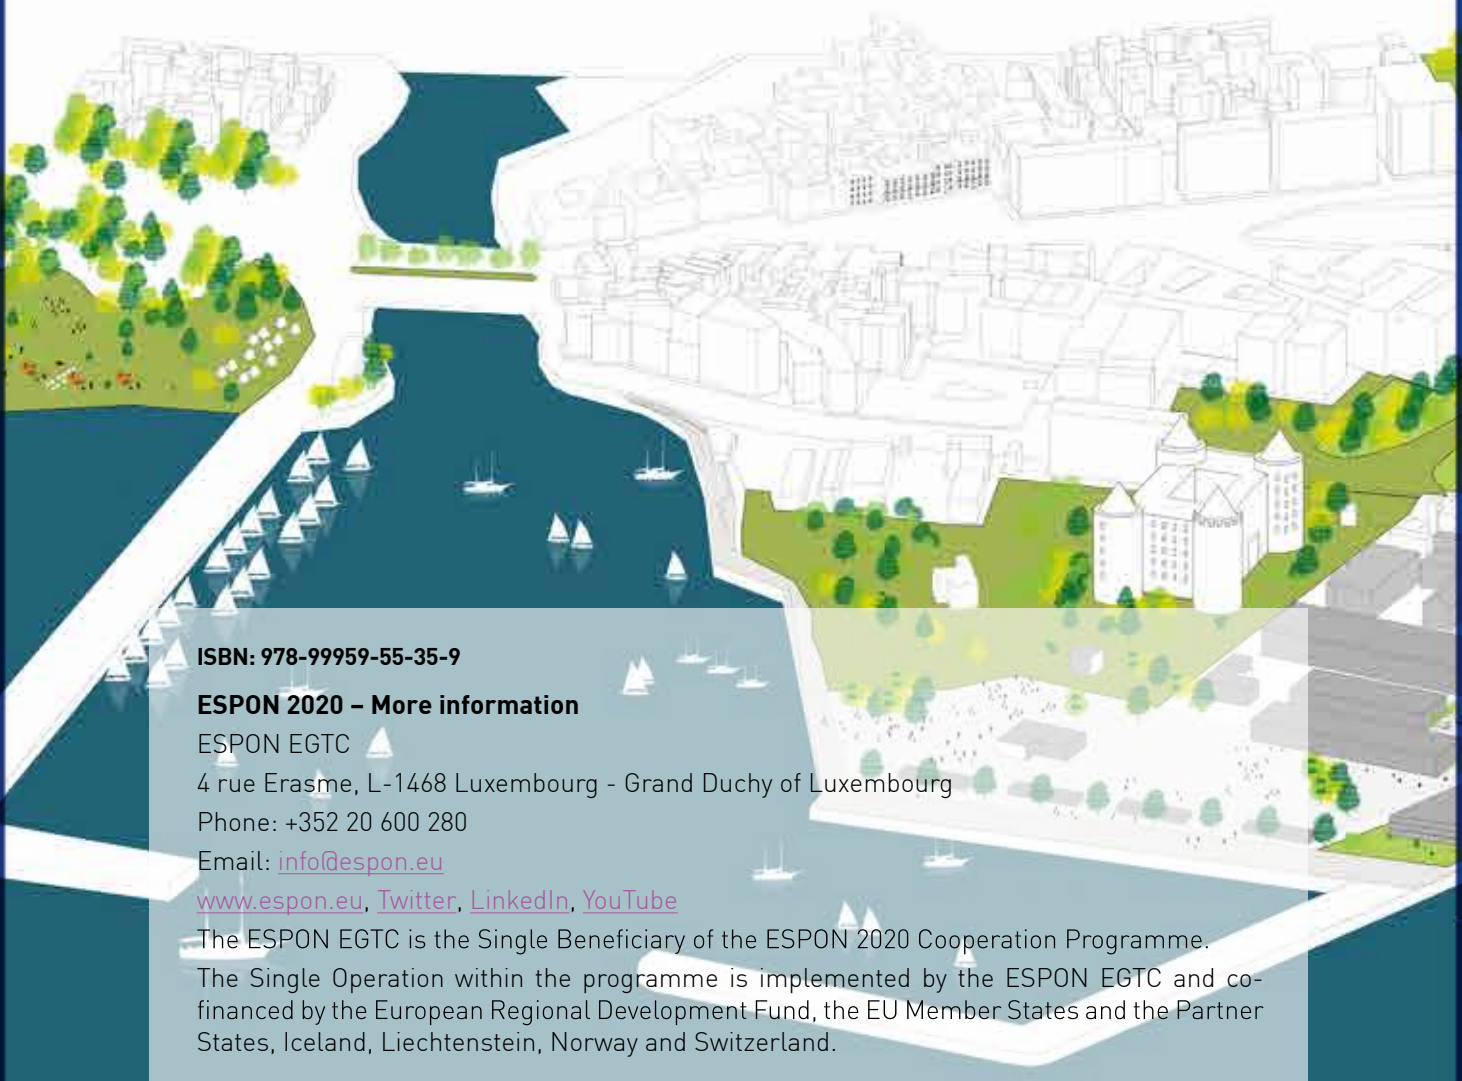 ISBN: 978-99959-55-35-9
ESPON 2020 – More information
ESPON EGTC
4 rue Erasme, L-1468 Luxembourg - Grand Duchy of Luxembourg
Phone: +352 20 600 280
Email: info@espon.eu
www.espon.eu, Twitter, LinkedIn, YouTube
The ESPON EGTC is the Single Beneficiary of the ESPON 2020 Cooperation Programme.
The Single Operation within the programme is implemented by the ESPON EGTC and co-
financed by the European Regional Development Fund, the EU Member States and the Partner
States, Iceland, Liechtenstein, Norway and Switzerland.